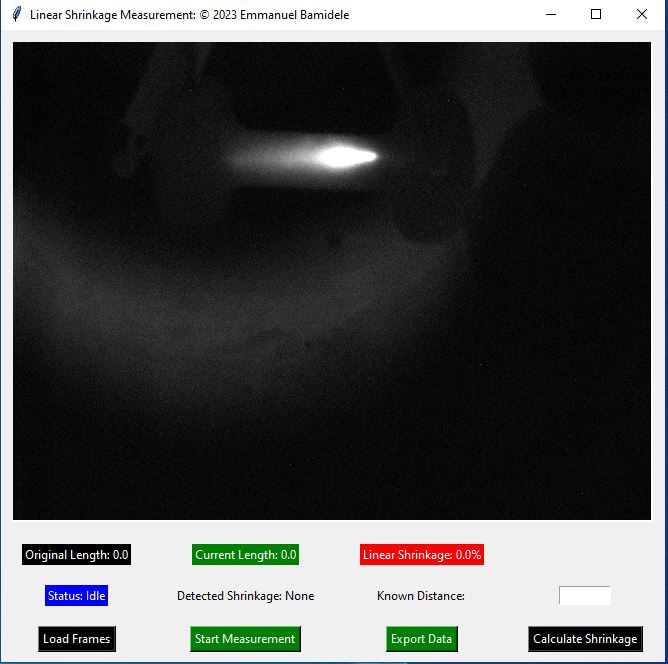 Linear Shrinkage Measurement: © 2023 Emmanuel Bamidele
Original Length: 0.0
Current Length: 0.0
Linear Shrinkage: 0.0%
Status: Idle
Detected Shrinkage: None
Known Distance:
Load Frames
Start Measurement
Export Data
Calculate Shrinkage